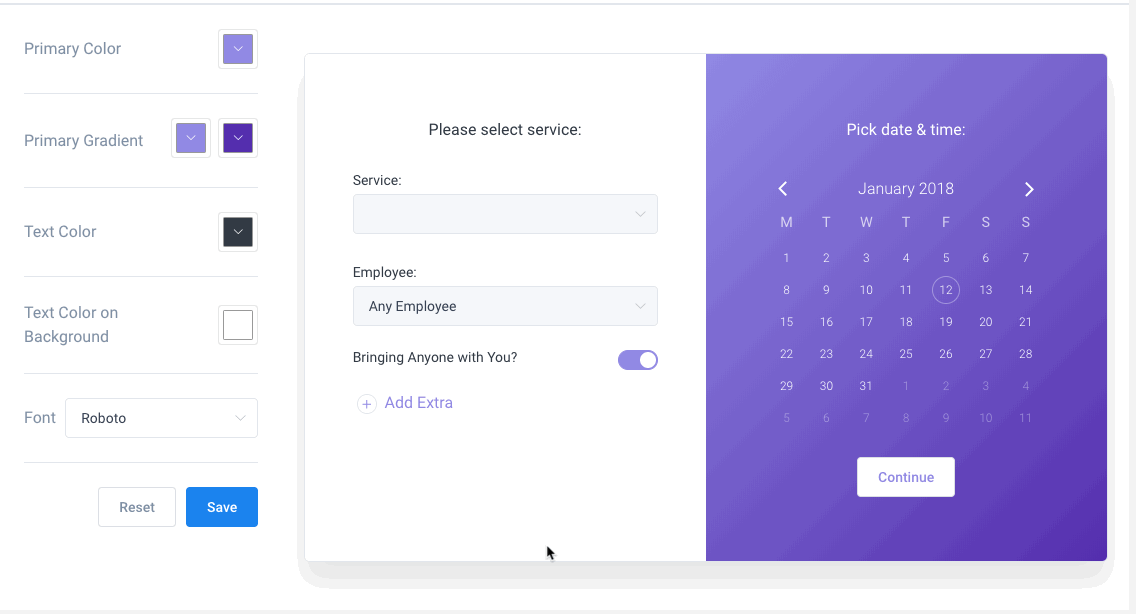 Primary Color
Primary Gradient
Text Color
Text Color on
Background
Font Roboto
Reset Save
Please select service:
Service:
Employee:
Any Employee
Bringing Anyone with You?
+ Add Extra
Pick date & time:
January 2018
M T W T F S S
1 2 3 4 5 6 7
8 9 10 11 12 13 14
15 16 17 18 19 20 21
22 23 24 25 26 27 28
29 30 31 1 2 3 4
5 6 7 8 9 10 11
Continue